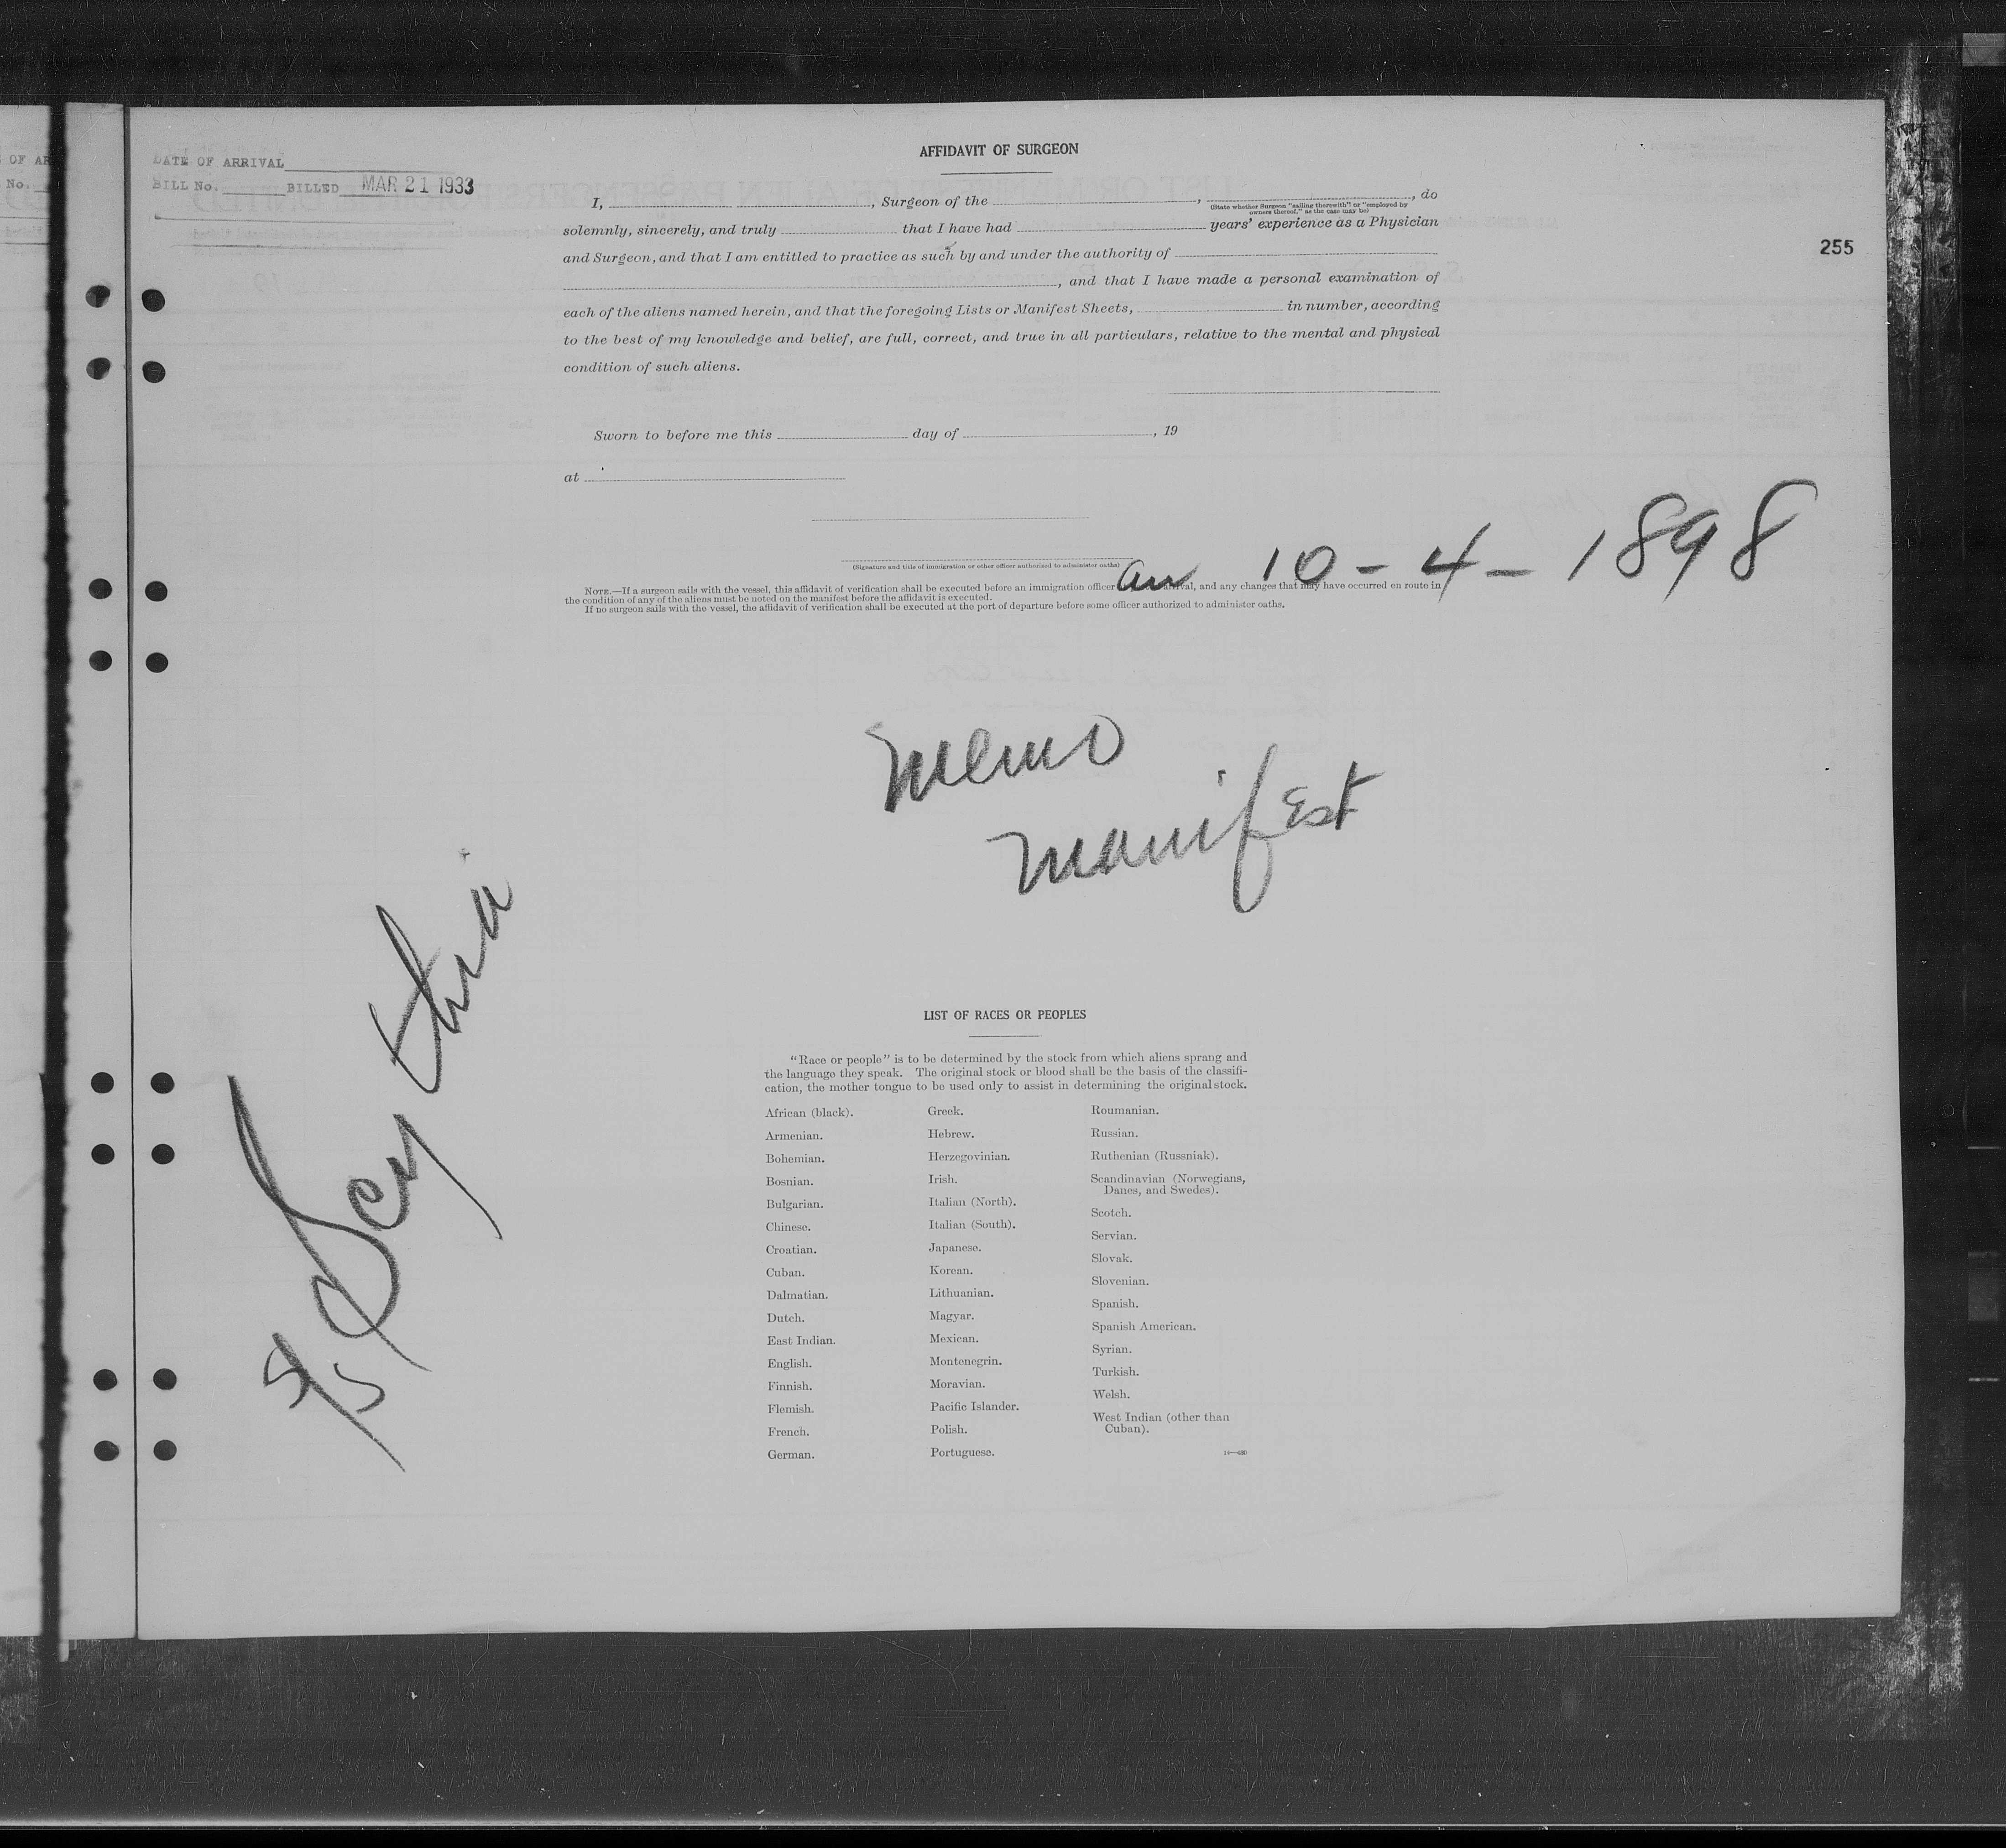 OF AR
No.
DATE OF ARRIVAL
BILL No. BILLED MAR 21 1933
255
AFFIDAVIT OF SURGEON
I, , Surgeon of the , , do
(State whether Surgeon "sailing therewith" or "employed by
owners thereof," as the case may be)
solemnly, sincerely, and truly that I have had years' experience as a Physician
and Surgeon, and that I am entitled to practice as such by and under the authority of
, and that I have made a personal examination of
each of the aliens named herein, and that the foregoing Lists or Manifest Sheets, in number, according
to the best of my knowledge and belief, are full, correct, and true in all particulars, relative to the mental and physical
condition of such aliens.
Sworn to before me this day of , 19
at
(Signature and title of immigration or other officer authorized to administer oaths)
arr 10-4-1898
NOTE.—If a surgeon sails with the vessel, this affidavit of verification shall be executed before an immigration officer arrival, and any changes that may have occurred en route in
the condition of any of the aliens must be noted on the manifest before the affidavit is executed.
If no surgeon sails with the vessel, the affidavit of verification shall be executed at the port of departure before some officer authorized to administer oaths.
Memo
Manifest
S/S Scythia
LIST OF RACES OR PEOPLES
"Race or people" is to be determined by the stock from which aliens sprang and
the language they speak. The original stock or blood shall be the basis of the classifi-
cation, the mother tongue to be used only to assist in determining the original stock.
African (black).
Armenian.
Bohemian.
Bosnian.
Bulgarian.
Chinese.
Croatian.
Cuban.
Dalmatian.
Dutch.
East Indian.
English.
Finnish.
Flemish.
French.
German.
Greek.
Hebrew.
Herzegovinian.
Irish.
Italian (North).
Italian (South).
Japanese.
Korean.
Lithuanian.
Magyar.
Mexican.
Montenegrin.
Moravian.
Pacific Islander.
Polish.
Portuguese.
Roumanian.
Russian.
Ruthenian (Russniak).
Scandinavian (Norwegians,
Danes, and Swedes).
Scotch.
Servian.
Slovak.
Slovenian.
Spanish.
Spanish American.
Syrian.
Turkish.
Welsh.
West Indian (other than
Cuban).